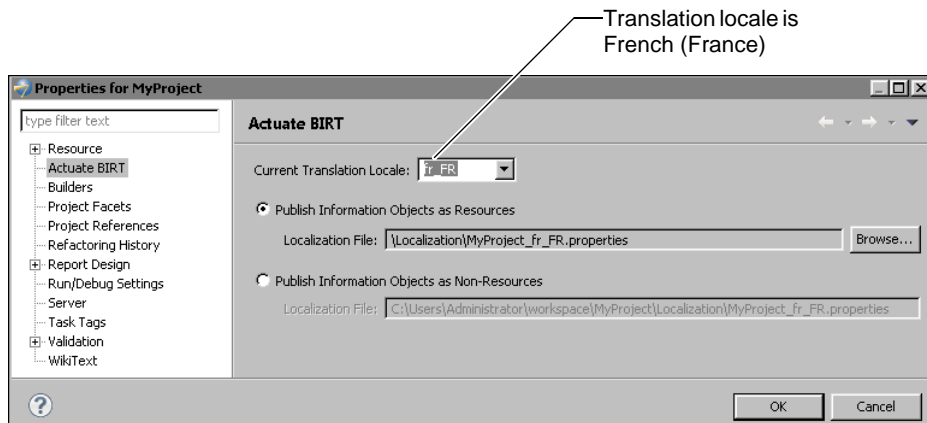 Translation locale is
French (France)
Properties for MyProject
type filter text
Resource
Actuate BIRT
Builders
Project Facets
Project References
Refactoring History
Report Design
Run/Debug Settings
Server
Task Tags
Validation
WikiText
Actuate BIRT
Current Translation Locale: fr_FR
Publish Information Objects as Resources
Localization File: \Localization\MyProject_fr_FR.properties Browse...
Publish Information Objects as Non-Resources
Localization File: C:\Users\Administrator\workspace\MyProject\Localization\MyProject_fr_FR.properties
? OK Cancel